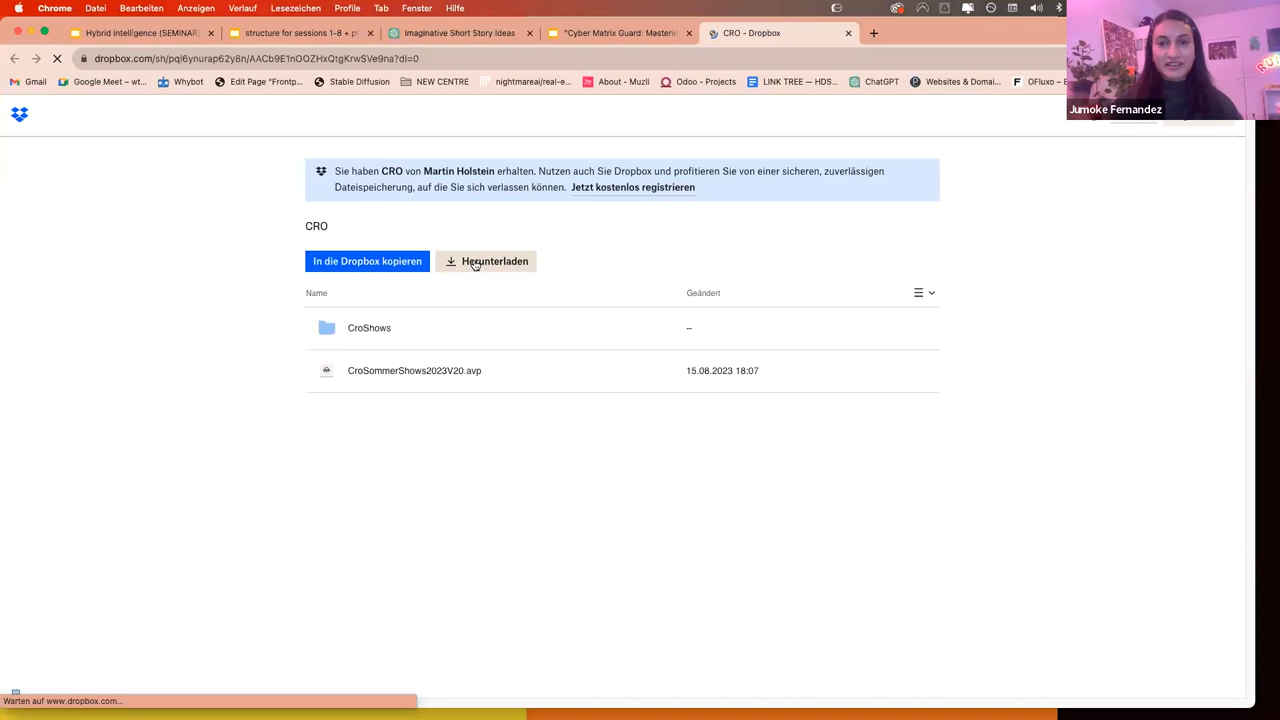 Chrome Datei Bearbeiten Anzeigen Verlauf Lesezeichen Profile Tab Fenster Hilfe
Hybrid intelligence (SEMINAR) structure for sessions 1-8 + p Imaginative Short Story Ideas "Cyber Matrix Guard: Masterin CRO - Dropbox
dropbox.com/sh/pql6ynurap62y8n/AACb9E1nOOZHxQtgKrwSVe9na?dl=0
Gmail Google Meet – wt... Whybot Edit Page "Frontp... Stable Diffusion NEW CENTRE nightmareai/real-es... About - Muzli Odoo - Projects LINK TREE — HDS... ChatGPT Websites & Domai... OFluxo – Between...
Jumoke Fernandez
Sie haben CRO von Martin Holstein erhalten. Nutzen auch Sie Dropbox und profitieren Sie von einer sicheren, zuverlässigen
Dateispeicherung, auf die Sie sich verlassen können. Jetzt kostenlos registrieren
CRO
In die Dropbox kopieren Herunterladen
Name Geändert
CroShows --
CroSommerShows2023V20.avp 15.08.2023 18:07
Warten auf www.dropbox.com...